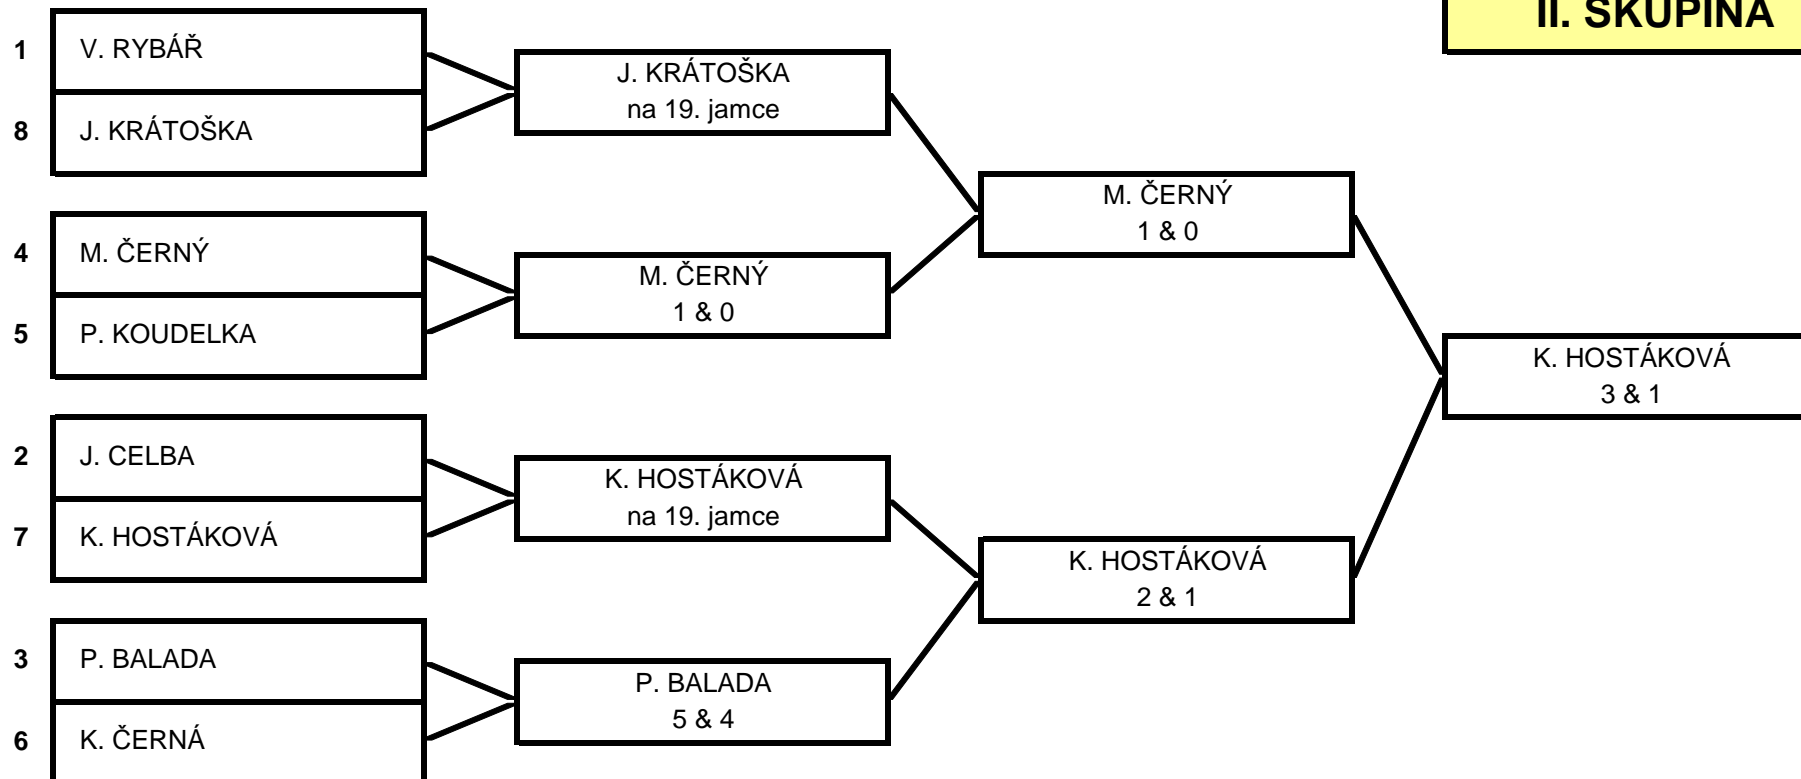 II. SKUPINA
1 V. RYBÁŘ
8 J. KRÁTOŠKA
J. KRÁTOŠKA
na 19. jamce
4 M. ČERNÝ
5 P. KOUDELKA
M. ČERNÝ
1 & 0
M. ČERNÝ
1 & 0
2 J. CELBA
7 K. HOSTÁKOVÁ
K. HOSTÁKOVÁ
na 19. jamce
3 P. BALADA
6 K. ČERNÁ
P. BALADA
5 & 4
K. HOSTÁKOVÁ
2 & 1
K. HOSTÁKOVÁ
3 & 1